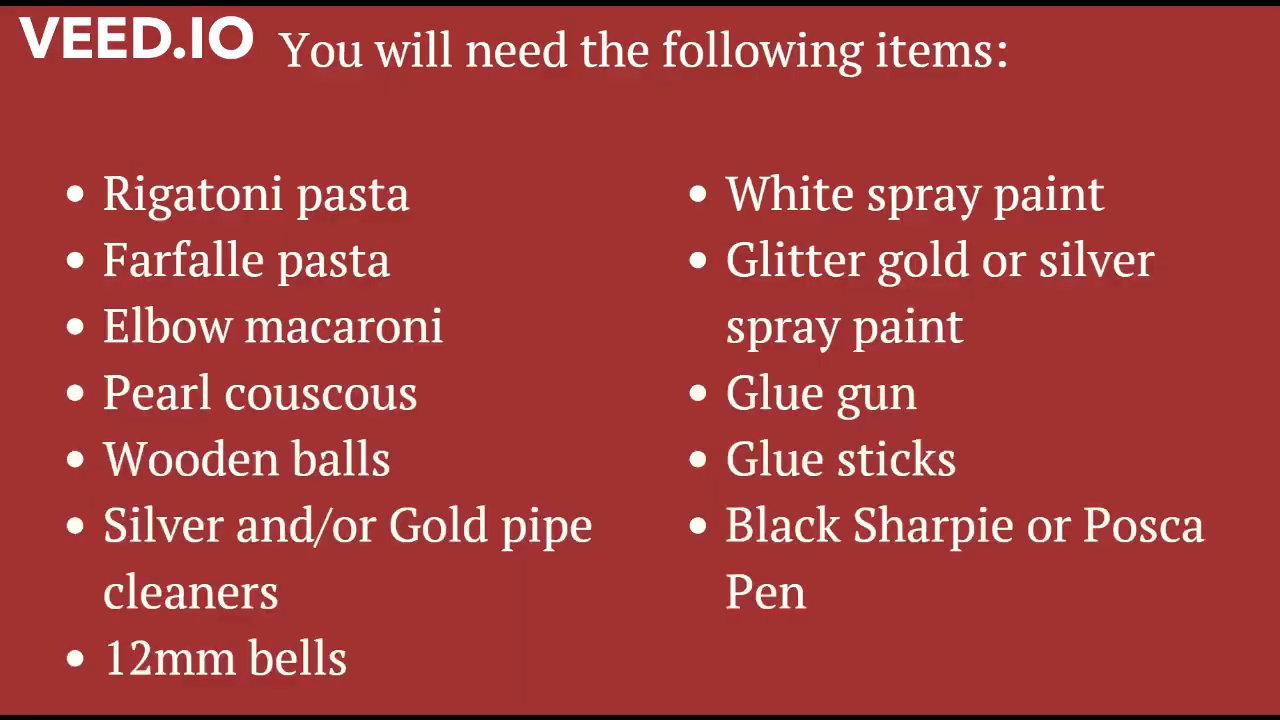 VEED.IO
You will need the following items:
• Rigatoni pasta
• Farfalle pasta
• Elbow macaroni
• Pearl couscous
• Wooden balls
• Silver and/or Gold pipe
cleaners
• 12mm bells
• White spray paint
• Glitter gold or silver
spray paint
• Glue gun
• Glue sticks
• Black Sharpie or Posca
Pen